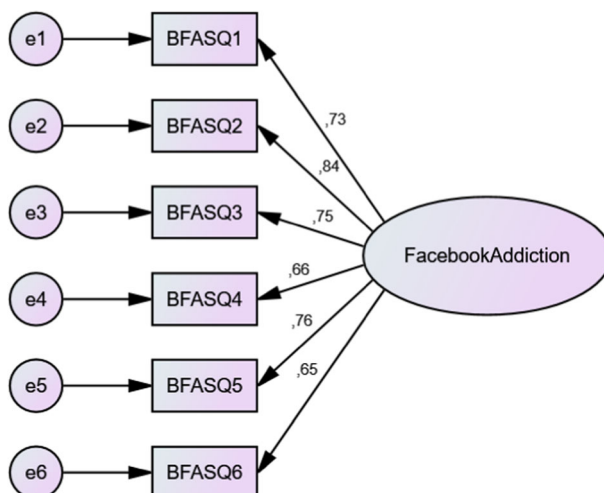 e1 BFASQ1
,73
e2 BFASQ2
,84
e3 BFASQ3
,75
FacebookAddiction
e4 BFASQ4
,66
e5 BFASQ5
,76
e6 BFASQ6
,65